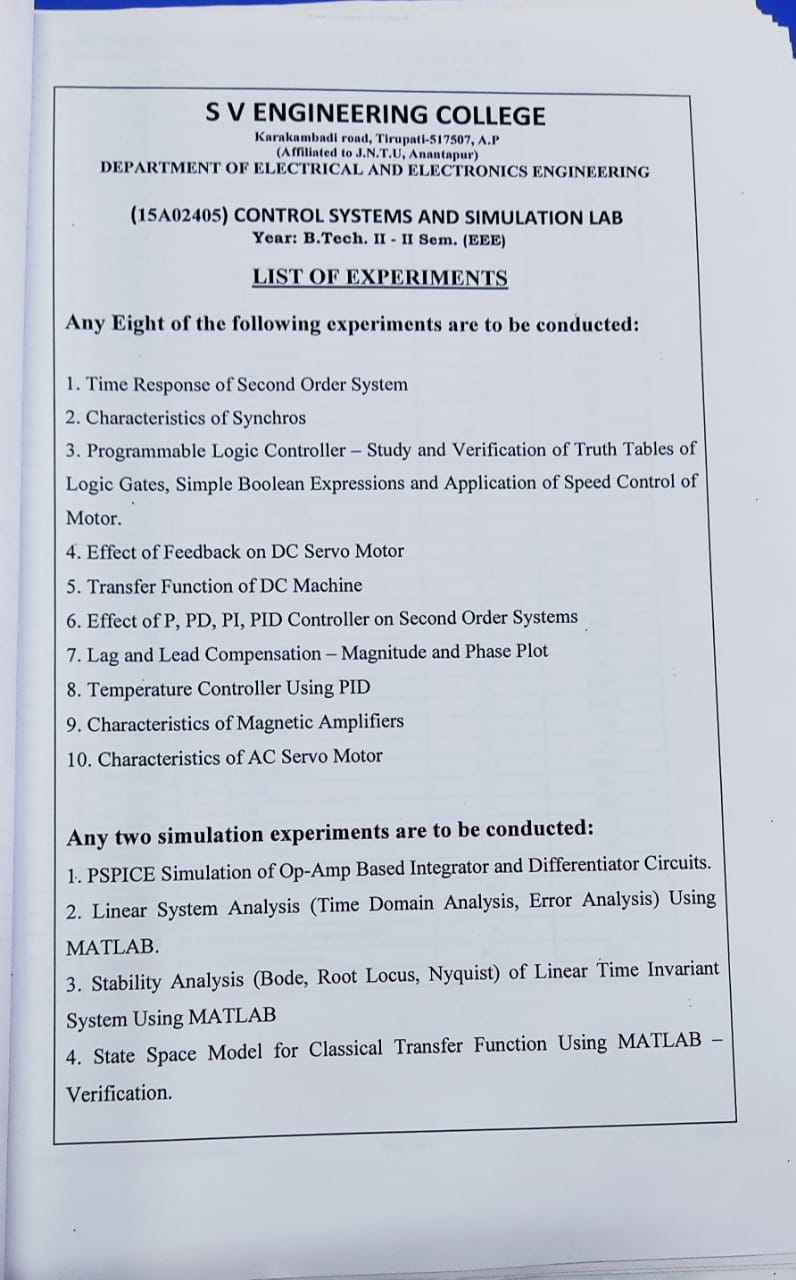 S V ENGINEERING COLLEGE
Karakambadi road, Tirupati-517507, A.P
(Affiliated to J.N.T.U, Anantapur)
DEPARTMENT OF ELECTRICAL AND ELECTRONICS ENGINEERING
(15A02405) CONTROL SYSTEMS AND SIMULATION LAB
Year: B.Tech. II - II Sem. (EEE)
LIST OF EXPERIMENTS
Any Eight of the following experiments are to be conducted:
1. Time Response of Second Order System
2. Characteristics of Synchros
3. Programmable Logic Controller – Study and Verification of Truth Tables of
Logic Gates, Simple Boolean Expressions and Application of Speed Control of
Motor.
4. Effect of Feedback on DC Servo Motor
5. Transfer Function of DC Machine
6. Effect of P, PD, PI, PID Controller on Second Order Systems
7. Lag and Lead Compensation – Magnitude and Phase Plot
8. Temperature Controller Using PID
9. Characteristics of Magnetic Amplifiers
10. Characteristics of AC Servo Motor
Any two simulation experiments are to be conducted:
1. PSPICE Simulation of Op-Amp Based Integrator and Differentiator Circuits.
2. Linear System Analysis (Time Domain Analysis, Error Analysis) Using
MATLAB.
3. Stability Analysis (Bode, Root Locus, Nyquist) of Linear Time Invariant
System Using MATLAB
4. State Space Model for Classical Transfer Function Using MATLAB –
Verification.